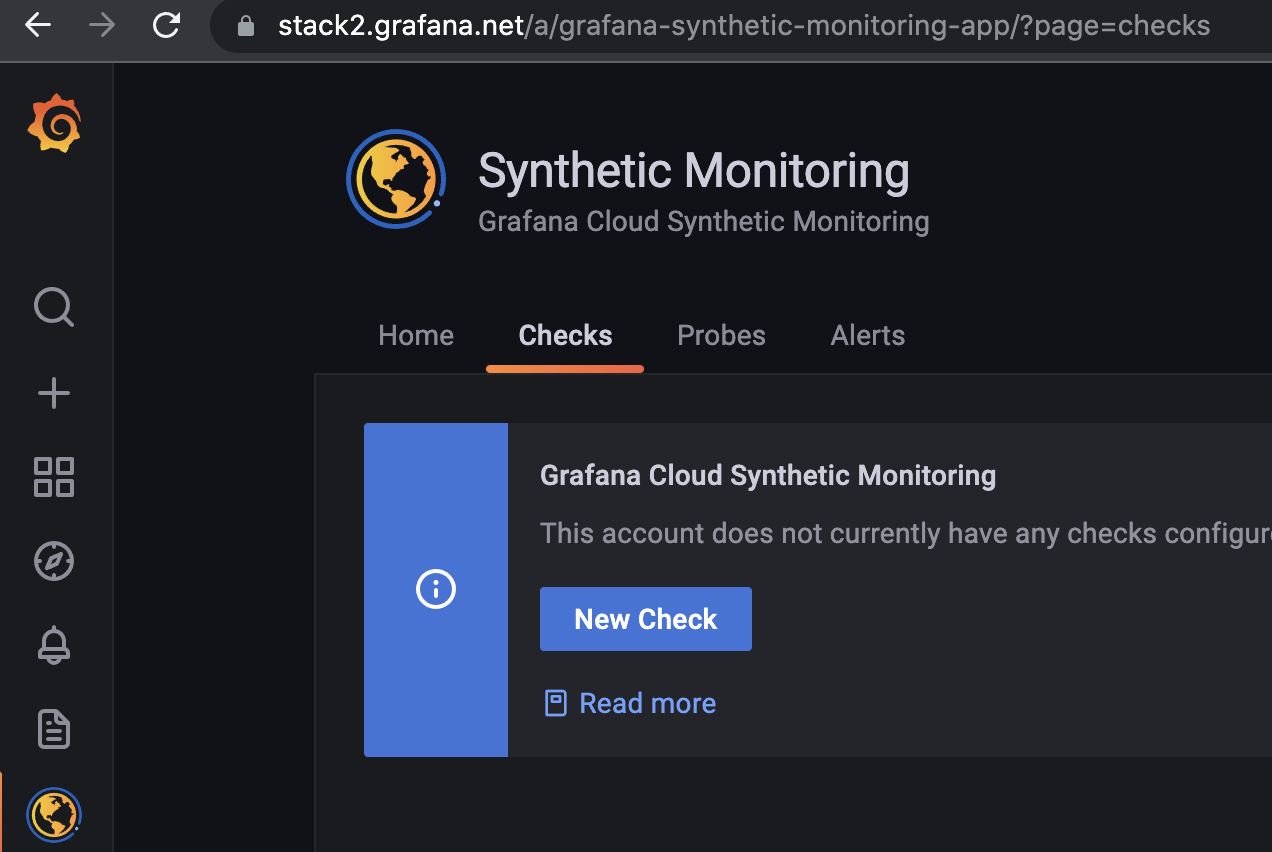 stack2.grafana.net/a/grafana-synthetic-monitoring-app/?page=checks
Synthetic Monitoring
Grafana Cloud Synthetic Monitoring
Home Checks Probes Alerts
Grafana Cloud Synthetic Monitoring
This account does not currently have any checks configur
New Check
Read more